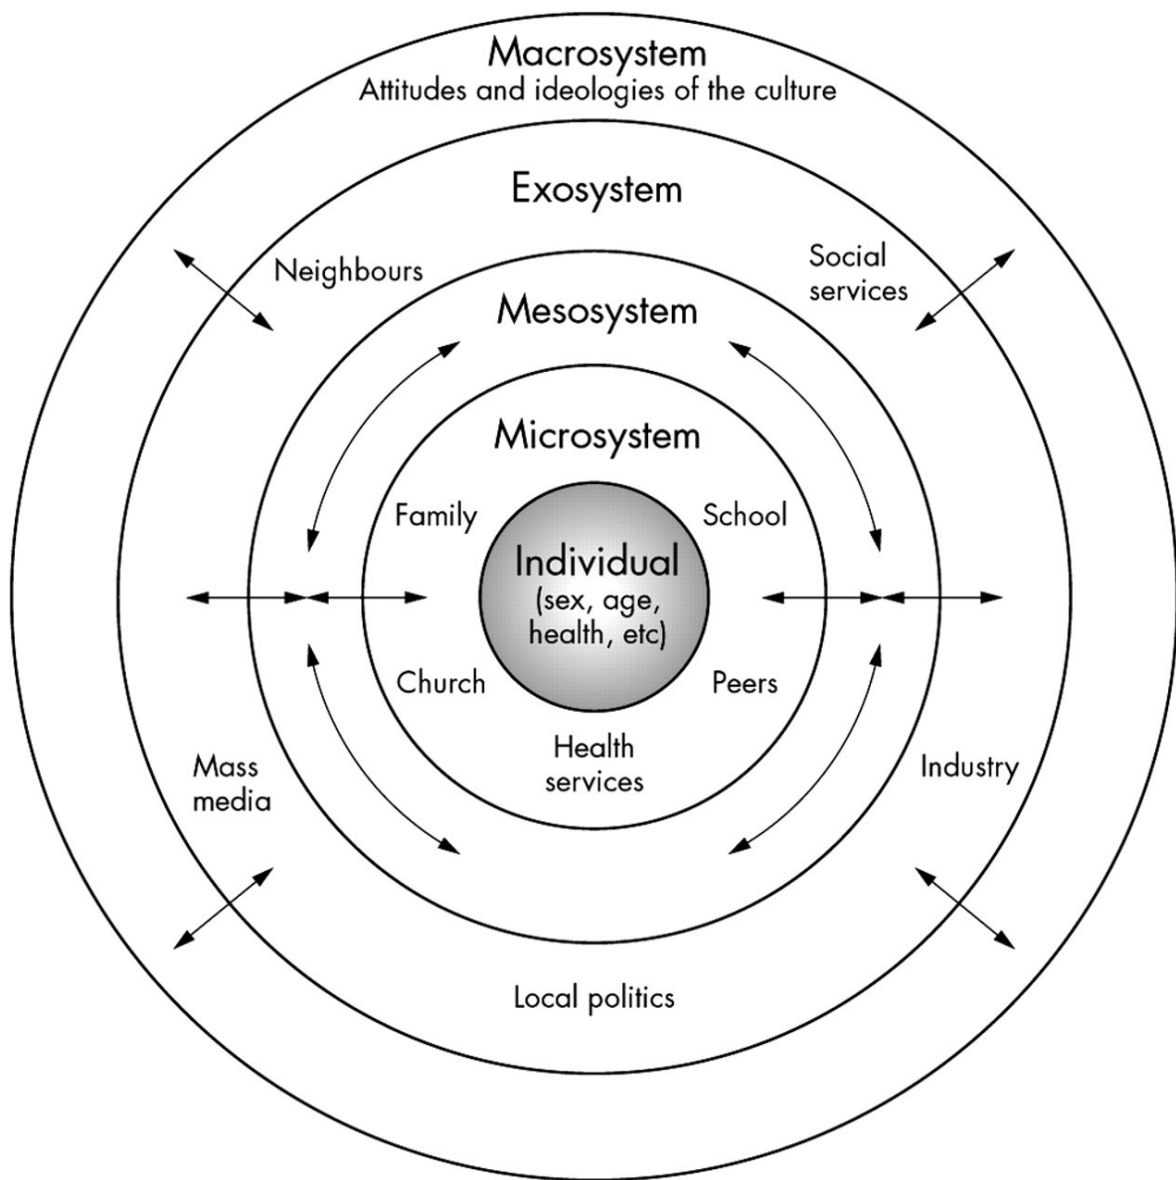 Macrosystem
Attitudes and ideologies of the culture
Exosystem
Neighbours
Social
services
Mesosystem
Microsystem
Family
School
Individual
(sex, age,
health, etc)
Church
Peers
Health
services
Mass
media
Industry
Local politics